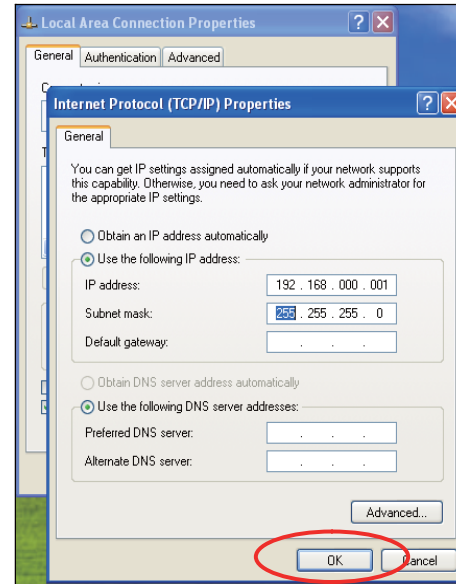 Local Area Connection Properties
General Authentication Advanced
Internet Protocol (TCP/IP) Properties
General
You can get IP settings assigned automatically if your network supports
this capability. Otherwise, you need to ask your network administrator for
the appropriate IP settings.
Obtain an IP address automatically
Use the following IP address:
IP address: 192 . 168 . 000 . 001
Subnet mask: 255 . 255 . 255 . 0
Default gateway: . . .
Obtain DNS server address automatically
Use the following DNS server addresses:
Preferred DNS server: . . .
Alternate DNS server: . . .
Advanced...
OK Cancel